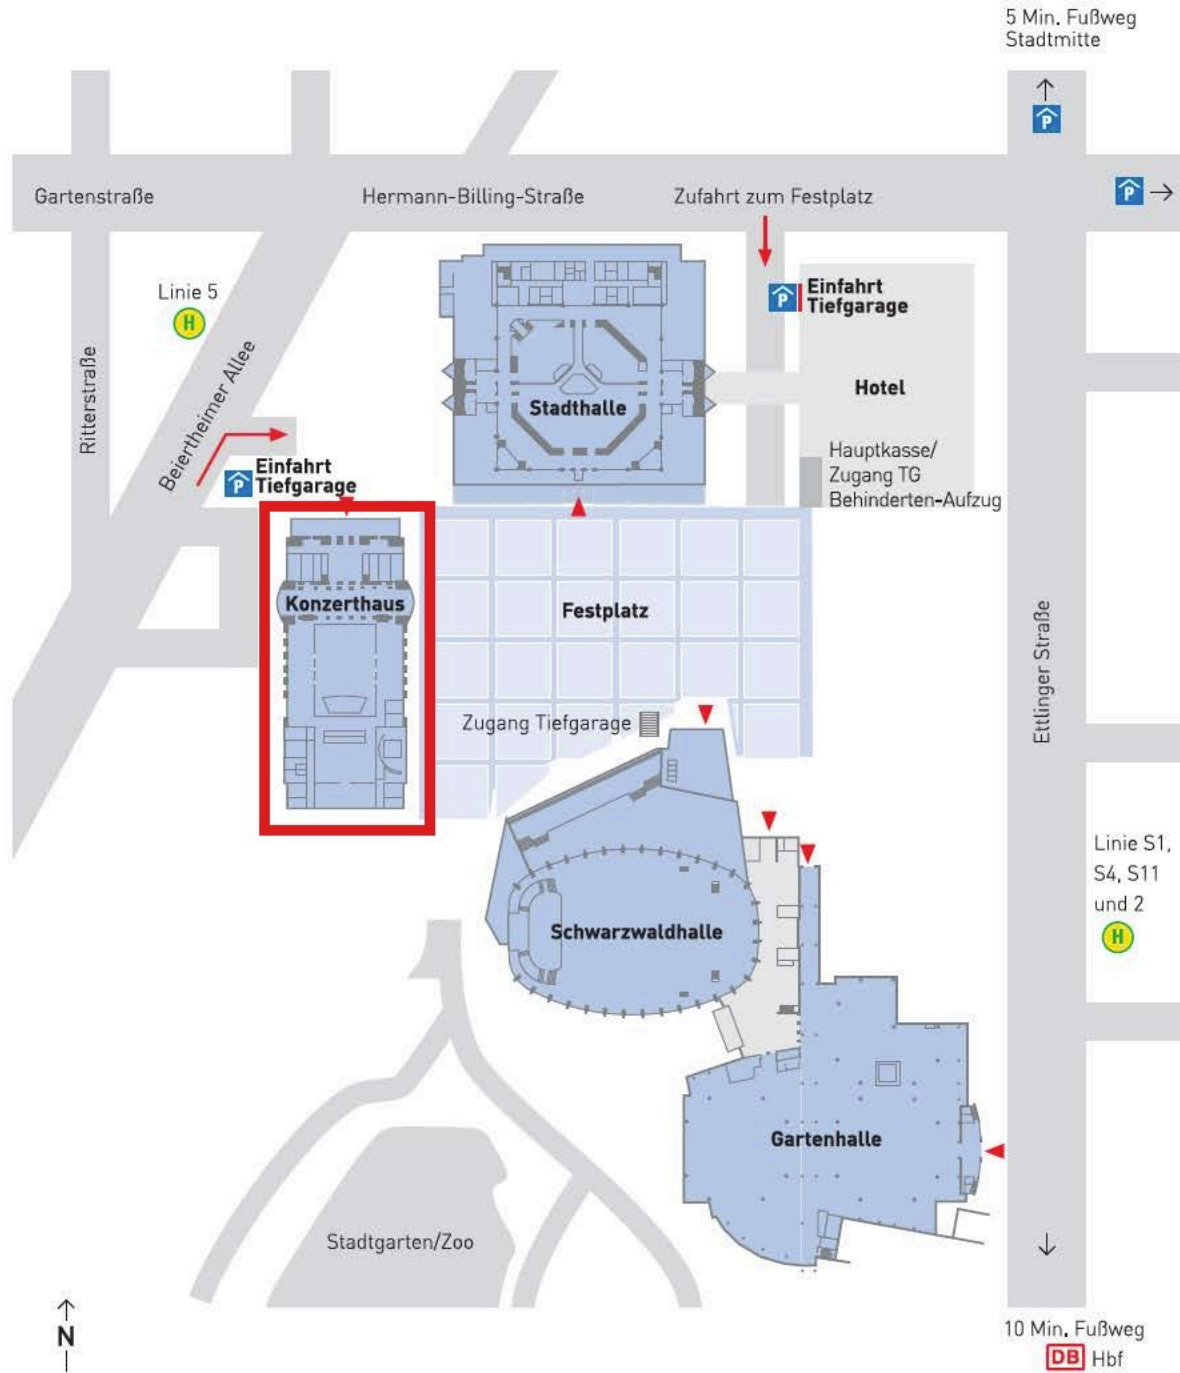 5 Min. Fußweg
Stadtmitte
P
Gartenstraße
Hermann-Billing-Straße
Zufahrt zum Festplatz
P
Linie 5
H
P
Einfahrt
Tiefgarage
Ritterstraße
Beiertheimer Allee
Stadthalle
Hotel
Hauptkasse/
Zugang TG
Behinderten-Aufzug
P
Einfahrt
Tiefgarage
Konzerthaus
Festplatz
Ettlinger Straße
Zugang Tiefgarage
Linie S1,
S4, S11
und 2
H
Schwarzwaldhalle
Gartenhalle
Stadtgarten/Zoo
N
10 Min. Fußweg
DB Hbf